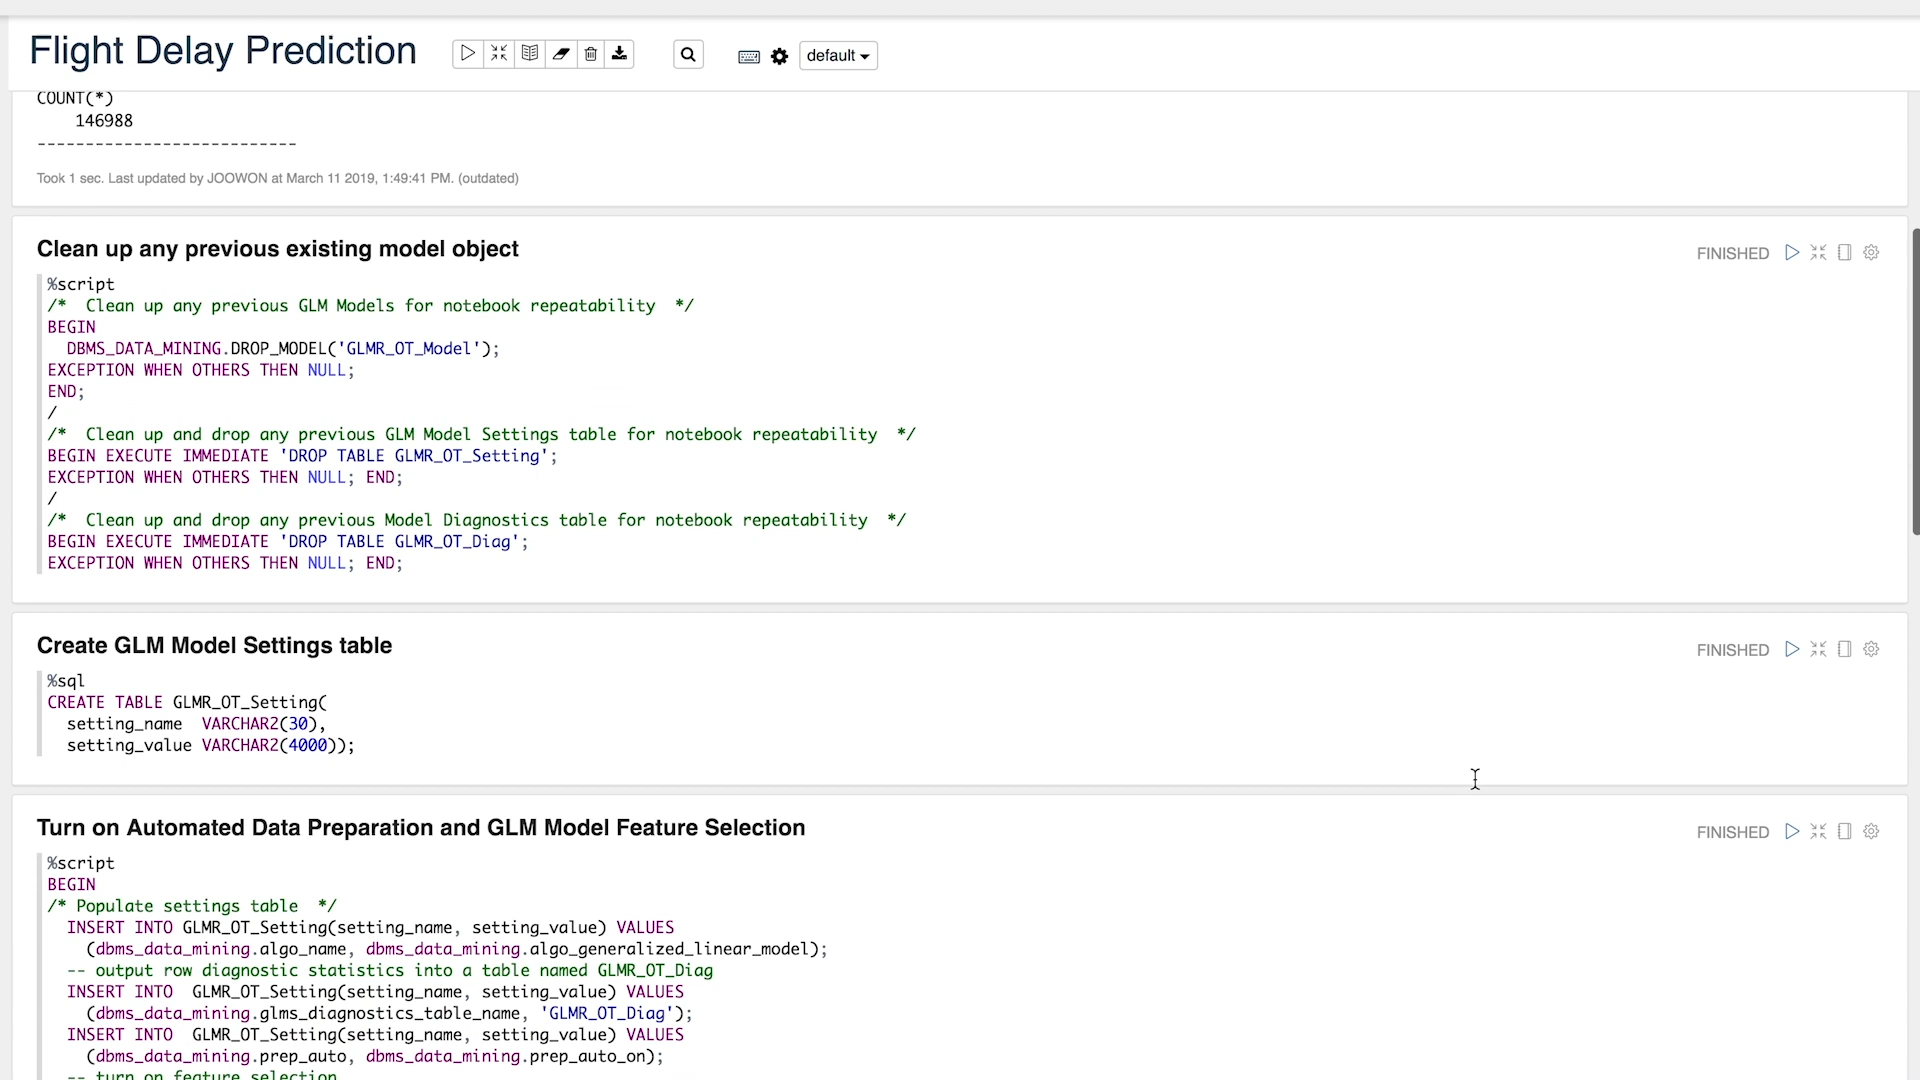 Flight Delay Prediction
default
COUNT(*)
146988
---------------------------
Took 1 sec. Last updated by JOOWON at March 11 2019, 1:49:41 PM. (outdated)
Clean up any previous existing model object
FINISHED
%script
/*  Clean up any previous GLM Models for notebook repeatability  */
BEGIN
  DBMS_DATA_MINING.DROP_MODEL('GLMR_OT_Model');
EXCEPTION WHEN OTHERS THEN NULL;
END;
/
/*  Clean up and drop any previous GLM Model Settings table for notebook repeatability  */
BEGIN EXECUTE IMMEDIATE 'DROP TABLE GLMR_OT_Setting';
EXCEPTION WHEN OTHERS THEN NULL; END;
/
/*  Clean up and drop any previous Model Diagnostics table for notebook repeatability  */
BEGIN EXECUTE IMMEDIATE 'DROP TABLE GLMR_OT_Diag';
EXCEPTION WHEN OTHERS THEN NULL; END;
Create GLM Model Settings table
FINISHED
%sql
CREATE TABLE GLMR_OT_Setting(
  setting_name  VARCHAR2(30),
  setting_value VARCHAR2(4000));
Turn on Automated Data Preparation and GLM Model Feature Selection
FINISHED
%script
BEGIN
/* Populate settings table  */
  INSERT INTO GLMR_OT_Setting(setting_name, setting_value) VALUES
    (dbms_data_mining.algo_name, dbms_data_mining.algo_generalized_linear_model);
  -- output row diagnostic statistics into a table named GLMR_OT_Diag
  INSERT INTO  GLMR_OT_Setting(setting_name, setting_value) VALUES
    (dbms_data_mining.glms_diagnostics_table_name, 'GLMR_OT_Diag');
  INSERT INTO  GLMR_OT_Setting(setting_name, setting_value) VALUES
    (dbms_data_mining.prep_auto, dbms_data_mining.prep_auto_on);
  -- turn on feature selection